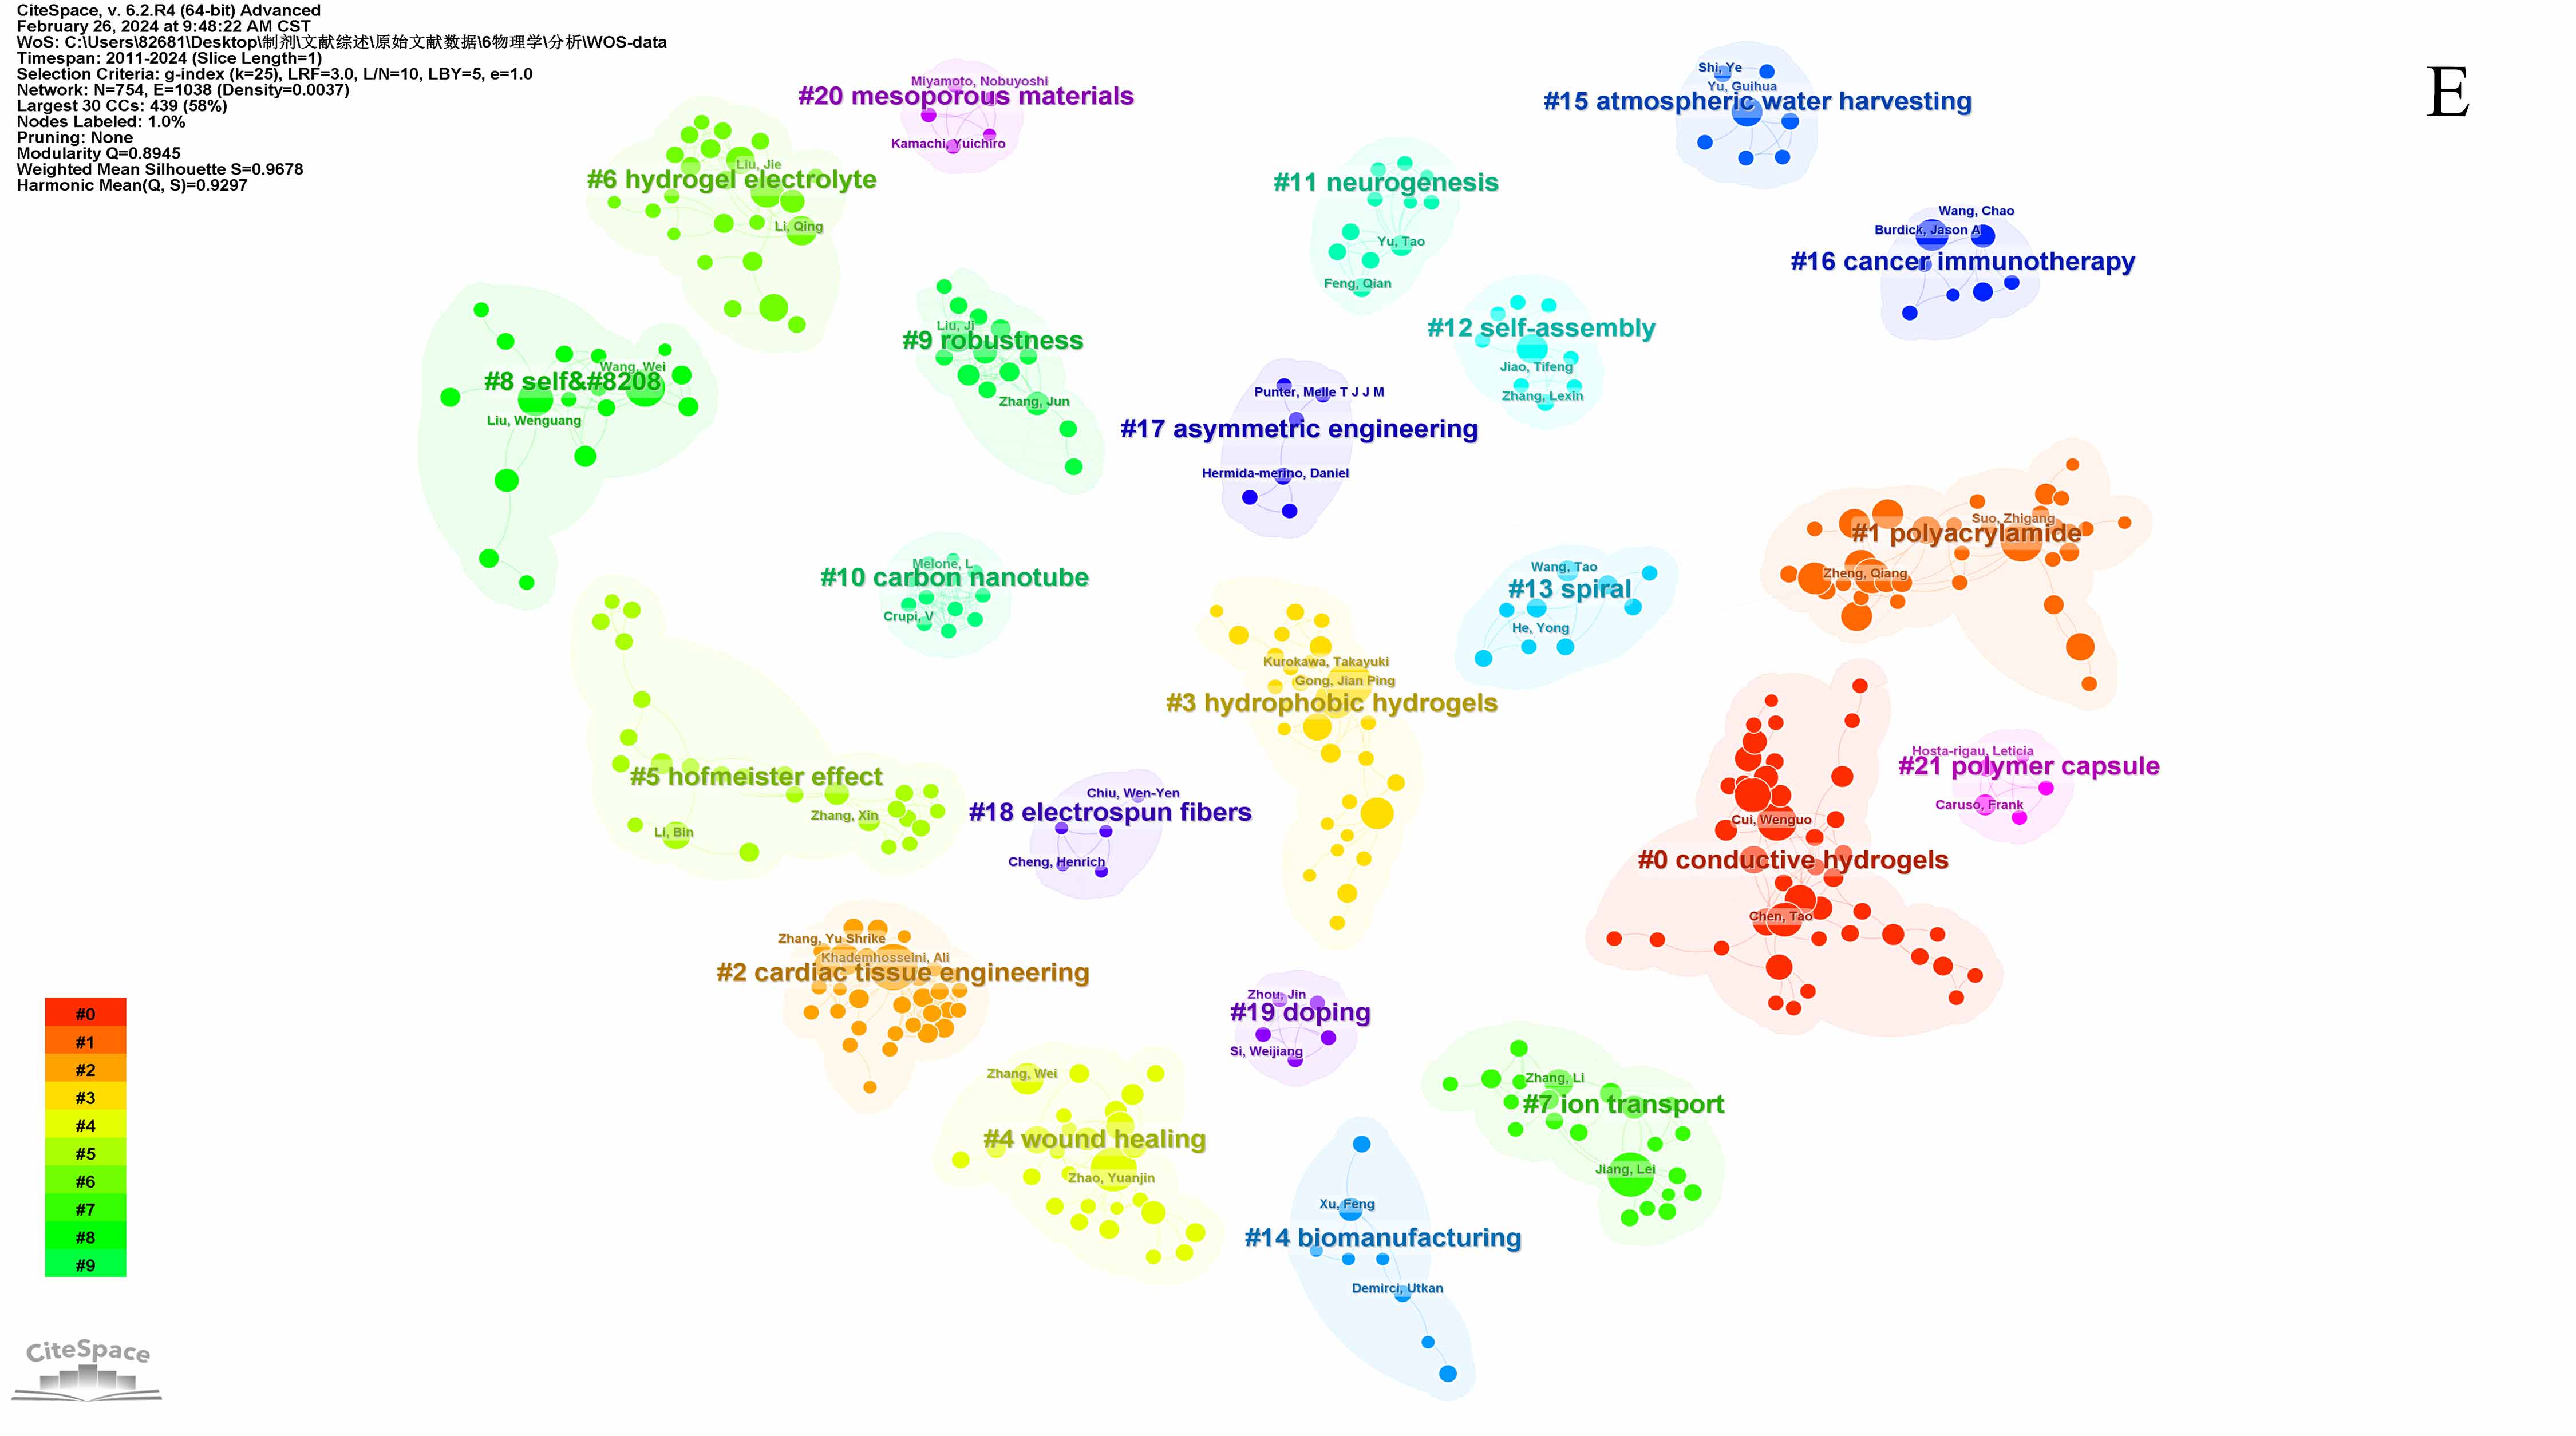 CiteSpace, v. 6.2.R4 (64-bit) Advanced
February 26, 2024 at 9:48:22 AM CST
WoS: C:\Users\82681\Desktop\制剂\文献综述\原始文献数据\6物理学\分析\WOS-data
Timespan: 2011-2024 (Slice Length=1)
Selection Criteria: g-index (k=25), LRF=3.0, L/N=10, LBY=5, e=1.0
Network: N=754, E=1038 (Density=0.0037)
Largest 30 CCs: 439 (58%)
Nodes Labeled: 1.0%
Pruning: None
Modularity Q=0.8945
Weighted Mean Silhouette S=0.9678
Harmonic Mean(Q, S)=0.9297
E
Miyamoto, Nobuyoshi
#20 mesoporous materials
Kamachi, Yuichiro
Shi, Ye
Yu, Guihua
#15 atmospheric water harvesting
Liu, Jie
#6 hydrogel electrolyte
Li, Qing
#11 neurogenesis
Yu, Tao
Feng, Qian
Wang, Chao
Burdick, Jason A
#16 cancer immunotherapy
Liu, Ji
#9 robustness
Zhang, Jun
#12 self-assembly
Jiao, Tifeng
Zhang, Lexin
Wang, Wei
#8 self&#8208
Liu, Wenguang
Punter, Melle T J J M
#17 asymmetric engineering
Hermida-merino, Daniel
Suo, Zhigang
#1 polyacrylamide
Zheng, Qiang
Melone, L
#10 carbon nanotube
Crupi, V
Wang, Tao
#13 spiral
He, Yong
Kurokawa, Takayuki
Gong, Jian Ping
#3 hydrophobic hydrogels
#5 hofmeister effect
Zhang, Xin
Li, Bin
Hosta-rigau, Leticia
#21 polymer capsule
Caruso, Frank
Chiu, Wen-Yen
#18 electrospun fibers
Cheng, Henrich
Cui, Wenguo
#0 conductive hydrogels
Chen, Tao
Zhang, Yu Shrike
Khademhosseini, Ali
#2 cardiac tissue engineering
Zhou, Jin
#19 doping
Si, Weijiang
Zhang, Wei
#4 wound healing
Zhao, Yuanjin
Zhang, Li
#7 ion transport
Jiang, Lei
Xu, Feng
#14 biomanufacturing
Demirci, Utkan
#0
#1
#2
#3
#4
#5
#6
#7
#8
#9
CiteSpace